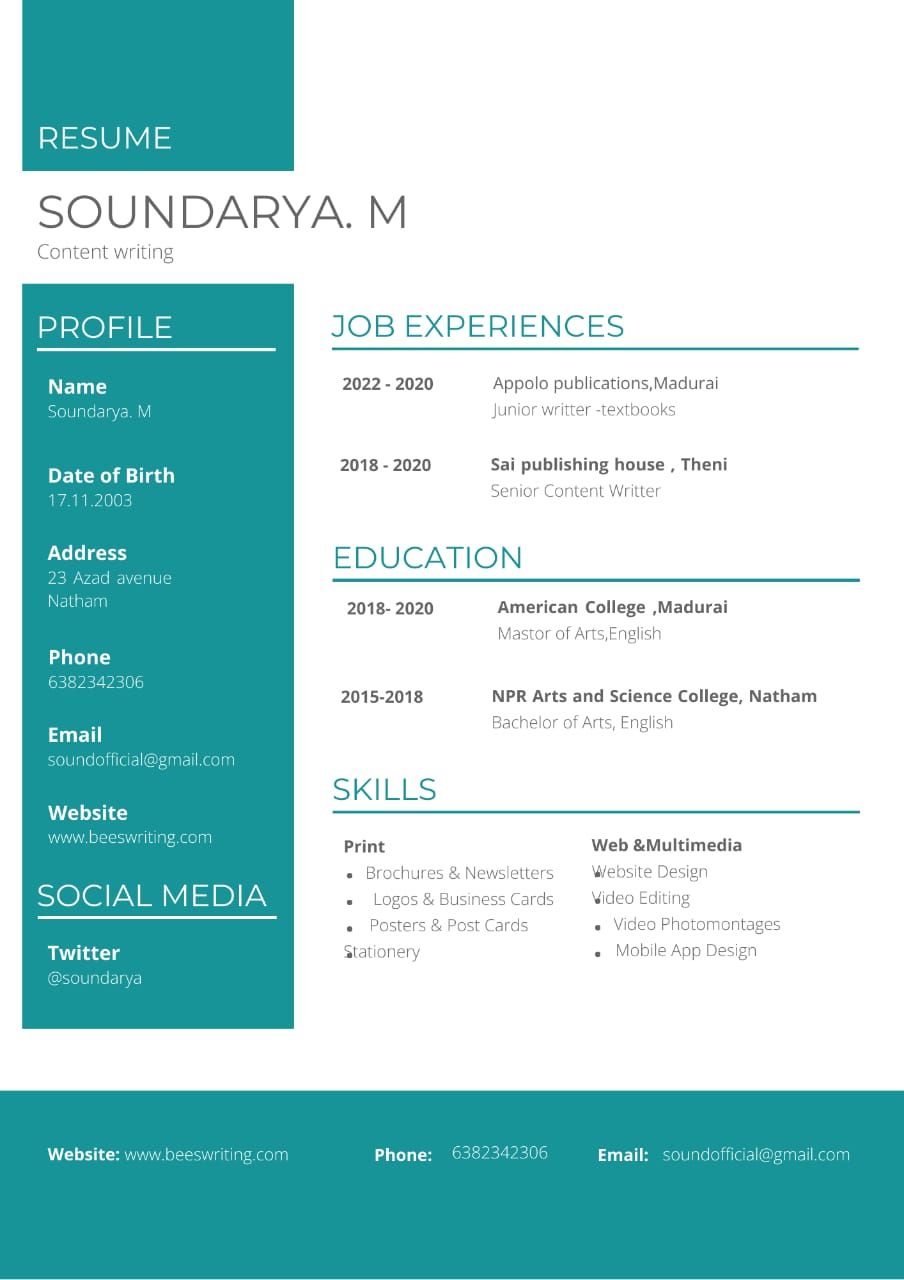 RESUME
SOUNDARYA. M
Content writing
PROFILE
Name
Soundarya. M
Date of Birth
17.11.2003
Address
23 Azad avenue
Natham
Phone
6382342306
Email
soundofficial@gmail.com
Website
www.beeswriting.com
SOCIAL MEDIA
Twitter
@soundarya
JOB EXPERIENCES
2022 - 2020 Appolo publications,Madurai
Junior writter -textbooks
2018 - 2020 Sai publishing house , Theni
Senior Content Writter
EDUCATION
2018- 2020 American College ,Madurai
Mastor of Arts,English
2015-2018 NPR Arts and Science College, Natham
Bachelor of Arts, English
SKILLS
Print
• Brochures & Newsletters
• Logos & Business Cards
• Posters & Post Cards
• Stationery
Web &Multimedia
• Website Design
• Video Editing
• Video Photomontages
• Mobile App Design
Website: www.beeswriting.com Phone: 6382342306 Email: soundofficial@gmail.com